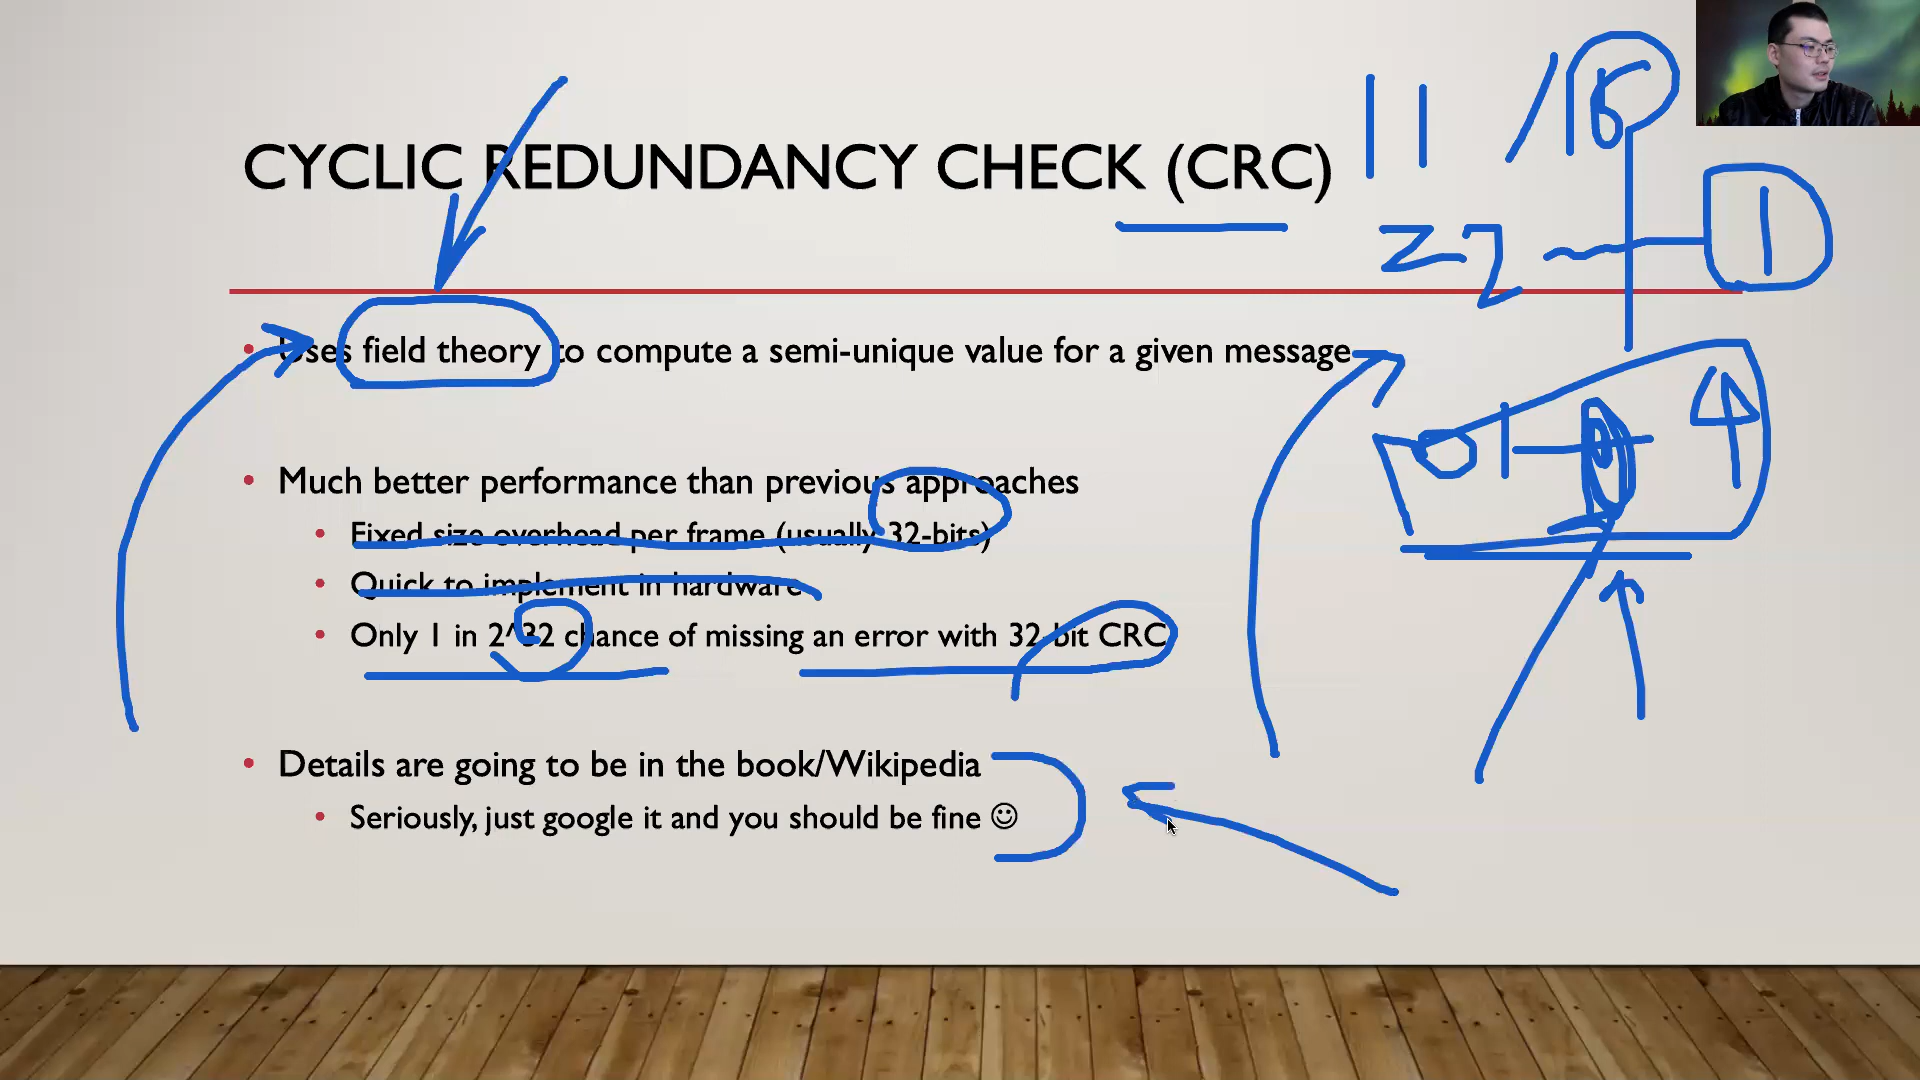 CYCLIC REDUNDANCY CHECK (CRC)
11 /16
27
1
• Uses field theory to compute a semi-unique value for a given message
• Much better performance than previous approaches
• Fixed size overhead per frame (usually 32-bits)
• Quick to implement in hardware
• Only 1 in 2^32 chance of missing an error with 32-bit CRC
• Details are going to be in the book/Wikipedia
• Seriously, just google it and you should be fine ☺